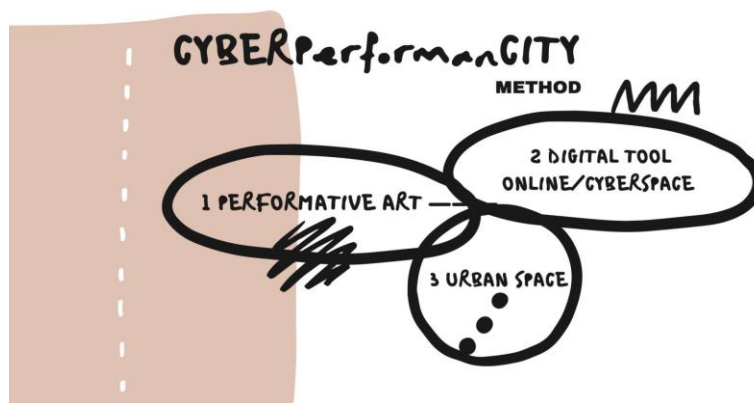 CYBERPerformanCITY
METHOD
2 DIGITAL TOOL
ONLINE/CYBERSPACE
1 PERFORMATIVE ART
3 URBAN SPACE